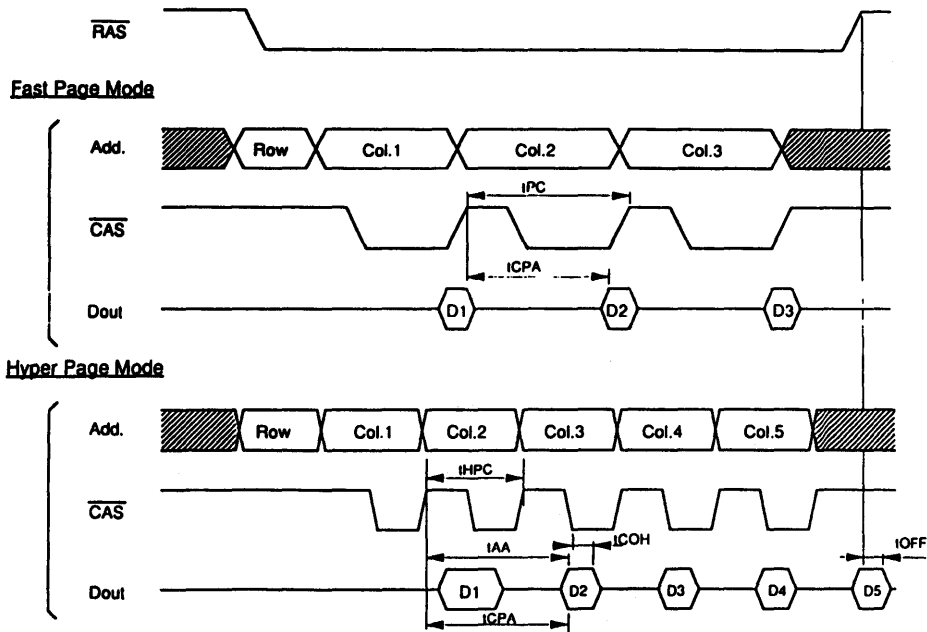 RAS
Fast Page Mode
Add. Row Col.1 Col.2 Col.3
tPC
CAS
tCPA
Dout D1 D2 D3
Hyper Page Mode
Add. Row Col.1 Col.2 Col.3 Col.4 Col.5
tHPC
CAS
tCOH
tAA tOFF
Dout D1 D2 D3 D4 D5
tCPA